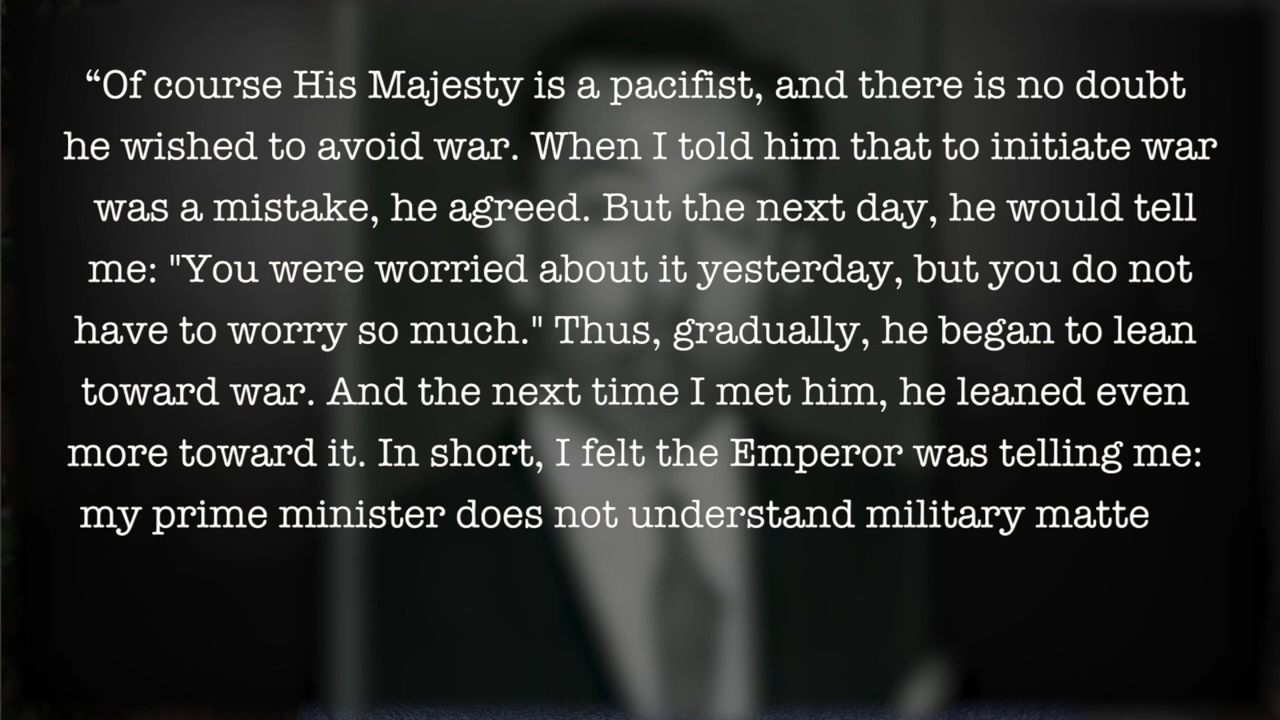 “Of course His Majesty is a pacifist, and there is no doubt
he wished to avoid war. When I told him that to initiate war
was a mistake, he agreed. But the next day, he would tell
me: "You were worried about it yesterday, but you do not
have to worry so much." Thus, gradually, he began to lean
toward war. And the next time I met him, he leaned even
more toward it. In short, I felt the Emperor was telling me:
my prime minister does not understand military matte